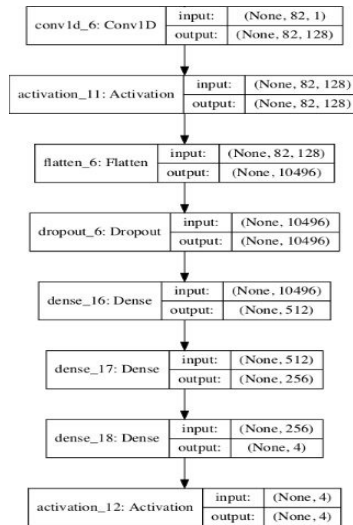 conv1d_6: Conv1D input: (None, 82, 1)
output: (None, 82, 128)
activation_11: Activation input: (None, 82, 128)
output: (None, 82, 128)
flatten_6: Flatten input: (None, 82, 128)
output: (None, 10496)
dropout_6: Dropout input: (None, 10496)
output: (None, 10496)
dense_16: Dense input: (None, 10496)
output: (None, 512)
dense_17: Dense input: (None, 512)
output: (None, 256)
dense_18: Dense input: (None, 256)
output: (None, 4)
activation_12: Activation input: (None, 4)
output: (None, 4)